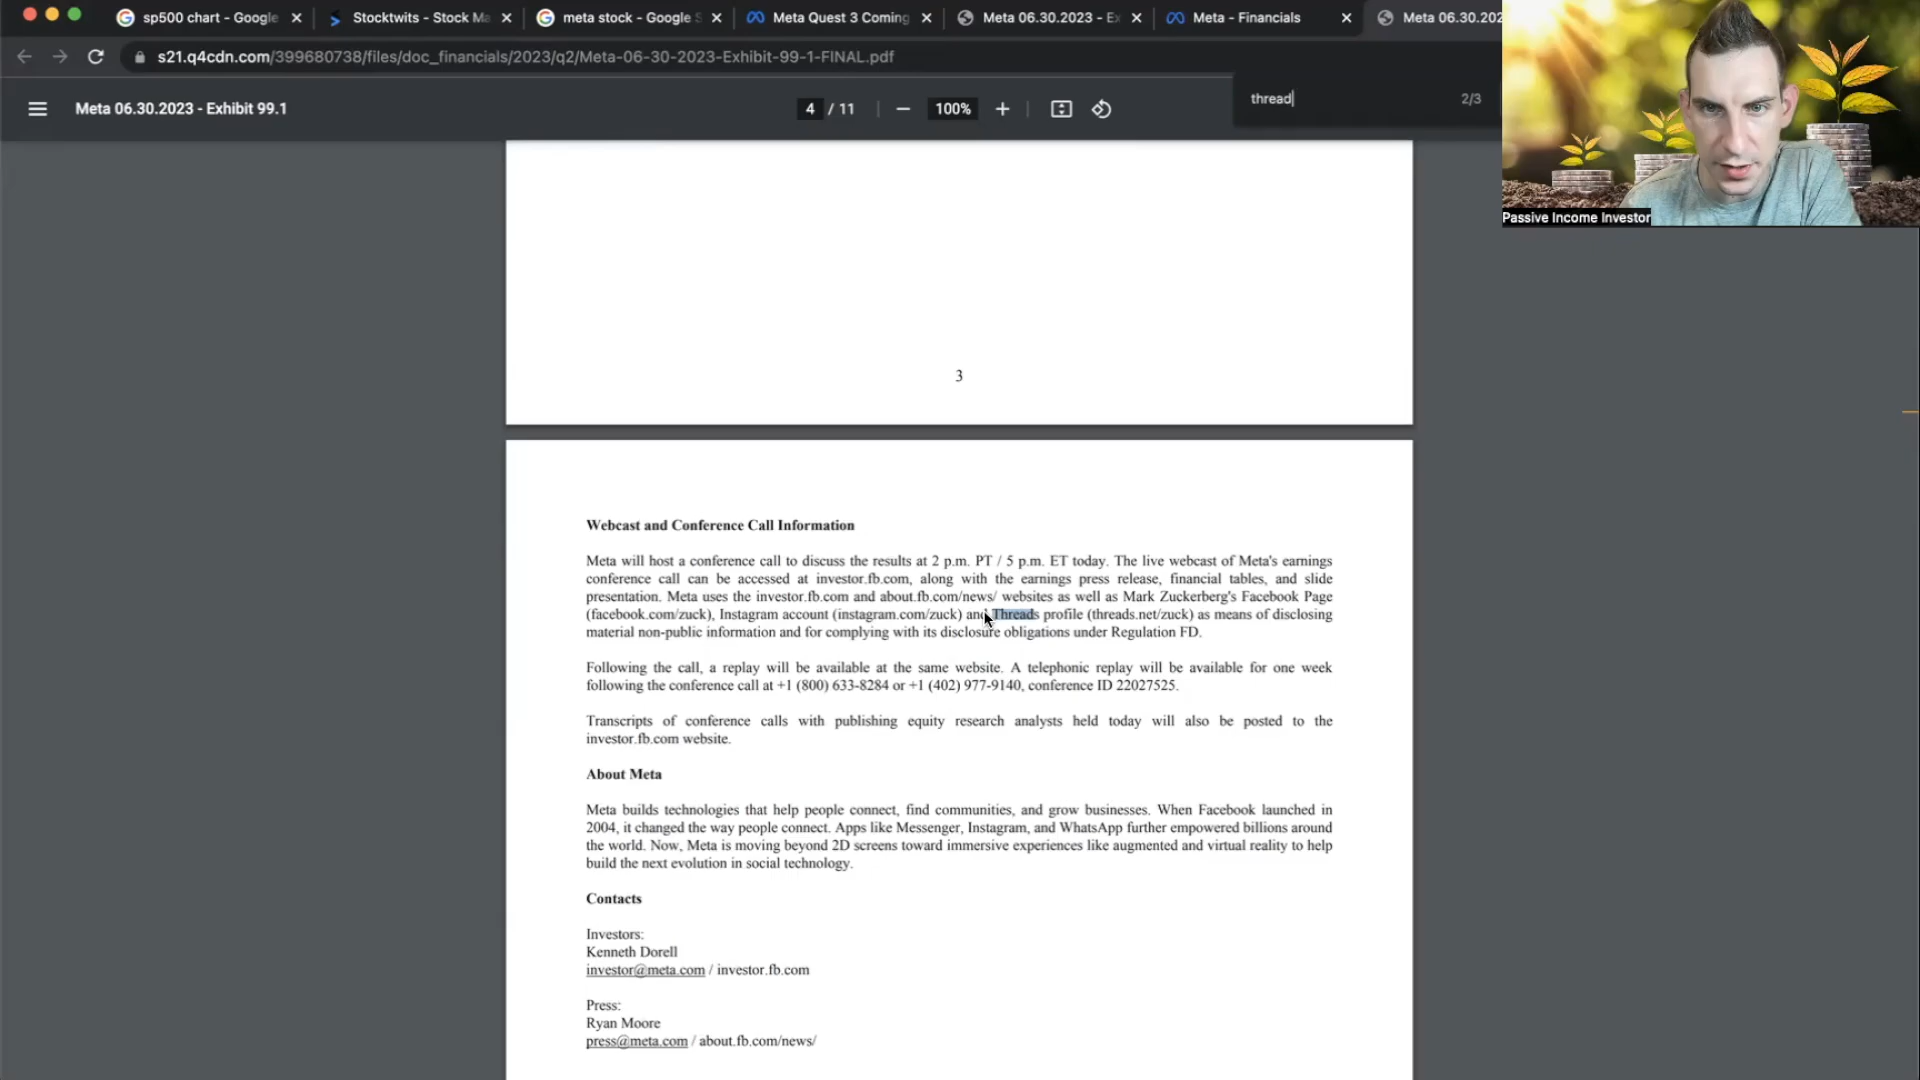 sp500 chart - Google
Stocktwits - Stock Ma
meta stock - Google S
Meta Quest 3 Coming
Meta 06.30.2023 - Ex
Meta - Financials
Meta 06.30.202
s21.q4cdn.com/399680738/files/doc_financials/2023/q2/Meta-06-30-2023-Exhibit-99-1-FINAL.pdf
Meta 06.30.2023 - Exhibit 99.1
4 / 11
100%
thread
2/3
Passive Income Investor
3
Webcast and Conference Call Information
Meta will host a conference call to discuss the results at 2 p.m. PT / 5 p.m. ET today. The live webcast of Meta's earnings
conference call can be accessed at investor.fb.com, along with the earnings press release, financial tables, and slide
presentation. Meta uses the investor.fb.com and about.fb.com/news/ websites as well as Mark Zuckerberg's Facebook Page
(facebook.com/zuck), Instagram account (instagram.com/zuck) and Threads profile (threads.net/zuck) as means of disclosing
material non-public information and for complying with its disclosure obligations under Regulation FD.
Following the call, a replay will be available at the same website. A telephonic replay will be available for one week
following the conference call at +1 (800) 633-8284 or +1 (402) 977-9140, conference ID 22027525.
Transcripts of conference calls with publishing equity research analysts held today will also be posted to the
investor.fb.com website.
About Meta
Meta builds technologies that help people connect, find communities, and grow businesses. When Facebook launched in
2004, it changed the way people connect. Apps like Messenger, Instagram, and WhatsApp further empowered billions around
the world. Now, Meta is moving beyond 2D screens toward immersive experiences like augmented and virtual reality to help
build the next evolution in social technology.
Contacts
Investors:
Kenneth Dorell
investor@meta.com / investor.fb.com
Press:
Ryan Moore
press@meta.com / about.fb.com/news/